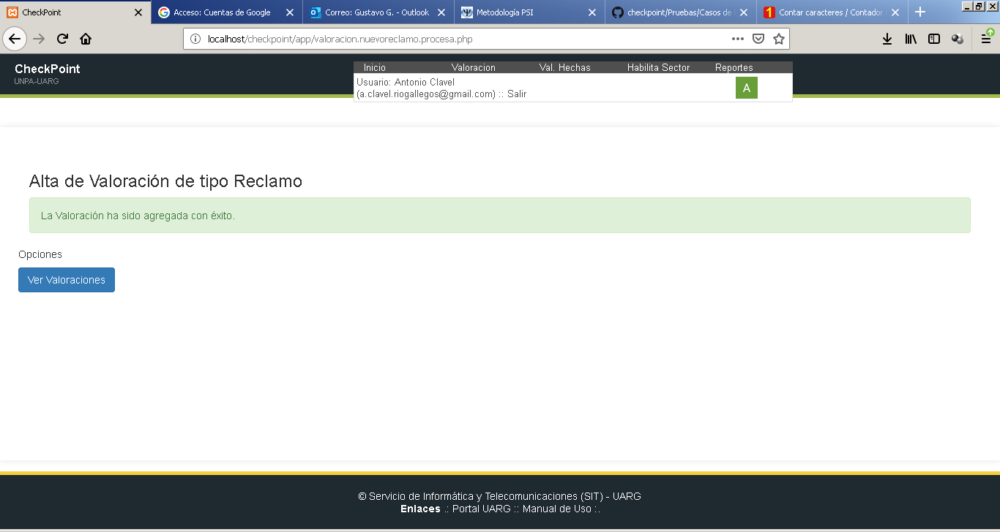 CheckPoint
Acceso: Cuentas de Google
Correo: Gustavo G. - Outlook
Metodología PSI
checkpoint/Pruebas/Casos de
Contar caracteres / Contador
localhost/checkpoint/app/valoracion.nuevoreclamo.procesa.php
CheckPoint
UNPA-UARG
Inicio Valoracion Val. Hechas Habilita Sector Reportes
Usuario: Antonio Clavel
(a.clavel.riogallegos@gmail.com) :: Salir
A
Alta de Valoración de tipo Reclamo
La Valoración ha sido agregada con éxito.
Opciones
Ver Valoraciones
© Servicio de Informática y Telecomunicaciones (SIT) - UARG
Enlaces .: Portal UARG :: Manual de Uso :.